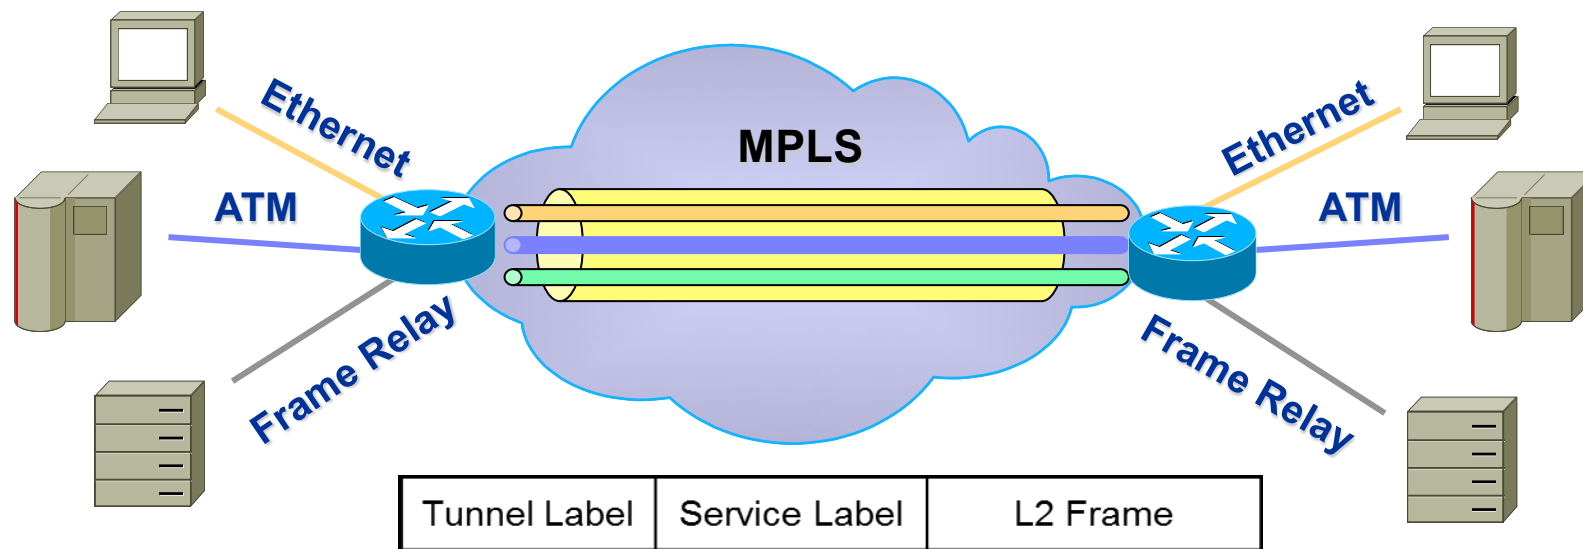 Ethernet
ATM
Frame Relay
MPLS
Ethernet
ATM
Frame Relay
Tunnel Label
Service Label
L2 Frame